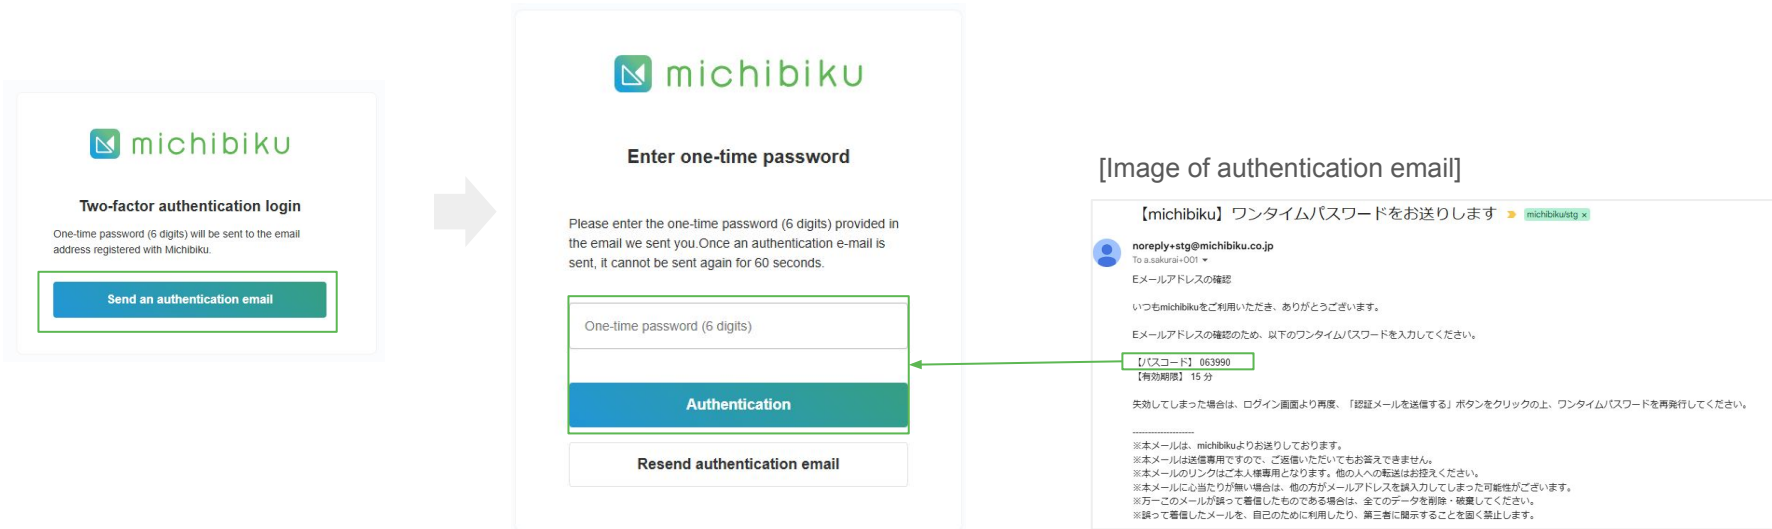 michibiku
Two-factor authentication login
One-time password (6 digits) will be sent to the email
address registered with Michibiku.
Send an authentication email
michibiku
Enter one-time password
Please enter the one-time password (6 digits) provided in
the email we sent you.Once an authentication e-mail is
sent, it cannot be sent again for 60 seconds.
One-time password (6 digits)
Authentication
Resend authentication email
[Image of authentication email]
【michibiku】ワンタイムパスワードをお送りします michibiku/stg ×
noreply+stg@michibiku.co.jp
To a.sakurai+001
Eメールアドレスの確認
いつもmichibikuをご利用いただき、ありがとうございます。
Eメールアドレスの確認のため、以下のワンタイムパスワードを入力してください。
【パスコード】 063990
【有効期限】 15 分
失効してしまった場合は、ログイン画面より再度、「認証メールを送信する」ボタンをクリックの上、ワンタイムパスワードを再発行してください。
--------------------
※本メールは、michibikuよりお送りしております。
※本メールは送信専用ですので、ご返信いただいてもお答えできません。
※本メールのリンクはご本人様専用となります。他の人への転送はお控えください。
※本メールに心当たりが無い場合は、他の方がメールアドレスを誤入力してしまった可能性がございます。
※万一このメールが誤って着信したものである場合は、全てのデータを削除・破棄してください。
※誤って着信したメールを、自己のために利用したり、第三者に開示することを固く禁止します。